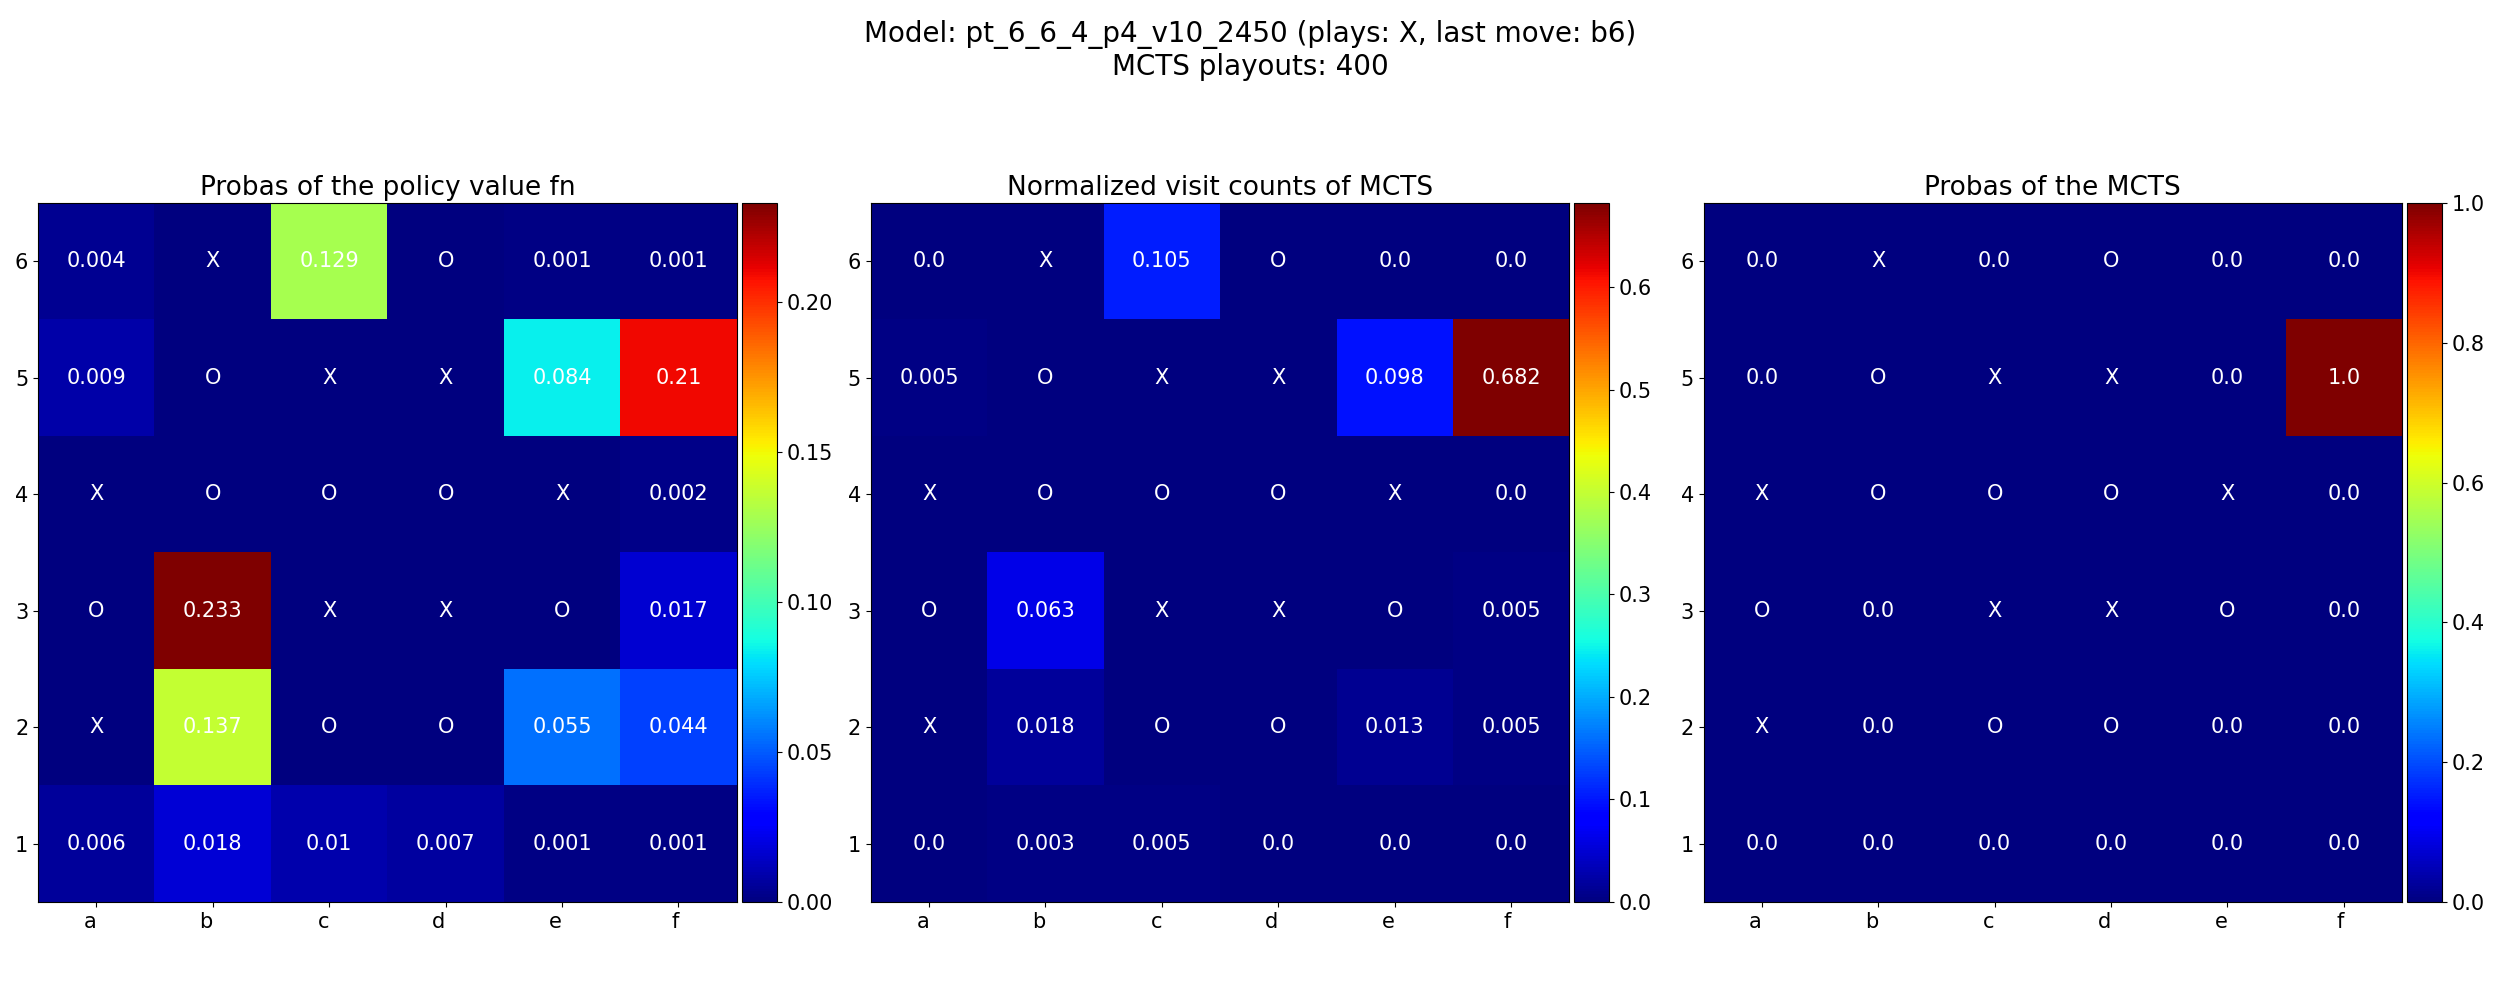 Model: pt_6_6_4_p4_v10_2450 (plays: X, last move: b6)
MCTS playouts: 400
Probas of the policy value fn
6 0.004 X 0.129 O 0.001 0.001
5 0.009 O X X 0.084 0.21
4 X O O O X 0.002
3 O 0.233 X X O 0.017
2 X 0.137 O O 0.055 0.044
1 0.006 0.018 0.01 0.007 0.001 0.001
a b c d e f
0.20
0.15
0.10
0.05
0.00
Normalized visit counts of MCTS
6 0.0 X 0.105 O 0.0 0.0
5 0.005 O X X 0.098 0.682
4 X O O O X 0.0
3 O 0.063 X X O 0.005
2 X 0.018 O O 0.013 0.005
1 0.0 0.003 0.005 0.0 0.0 0.0
a b c d e f
0.6
0.5
0.4
0.3
0.2
0.1
0.0
Probas of the MCTS
6 0.0 X 0.0 O 0.0 0.0
5 0.0 O X X 0.0 1.0
4 X O O O X 0.0
3 O 0.0 X X O 0.0
2 X 0.0 O O 0.0 0.0
1 0.0 0.0 0.0 0.0 0.0 0.0
a b c d e f
1.0
0.8
0.6
0.4
0.2
0.0